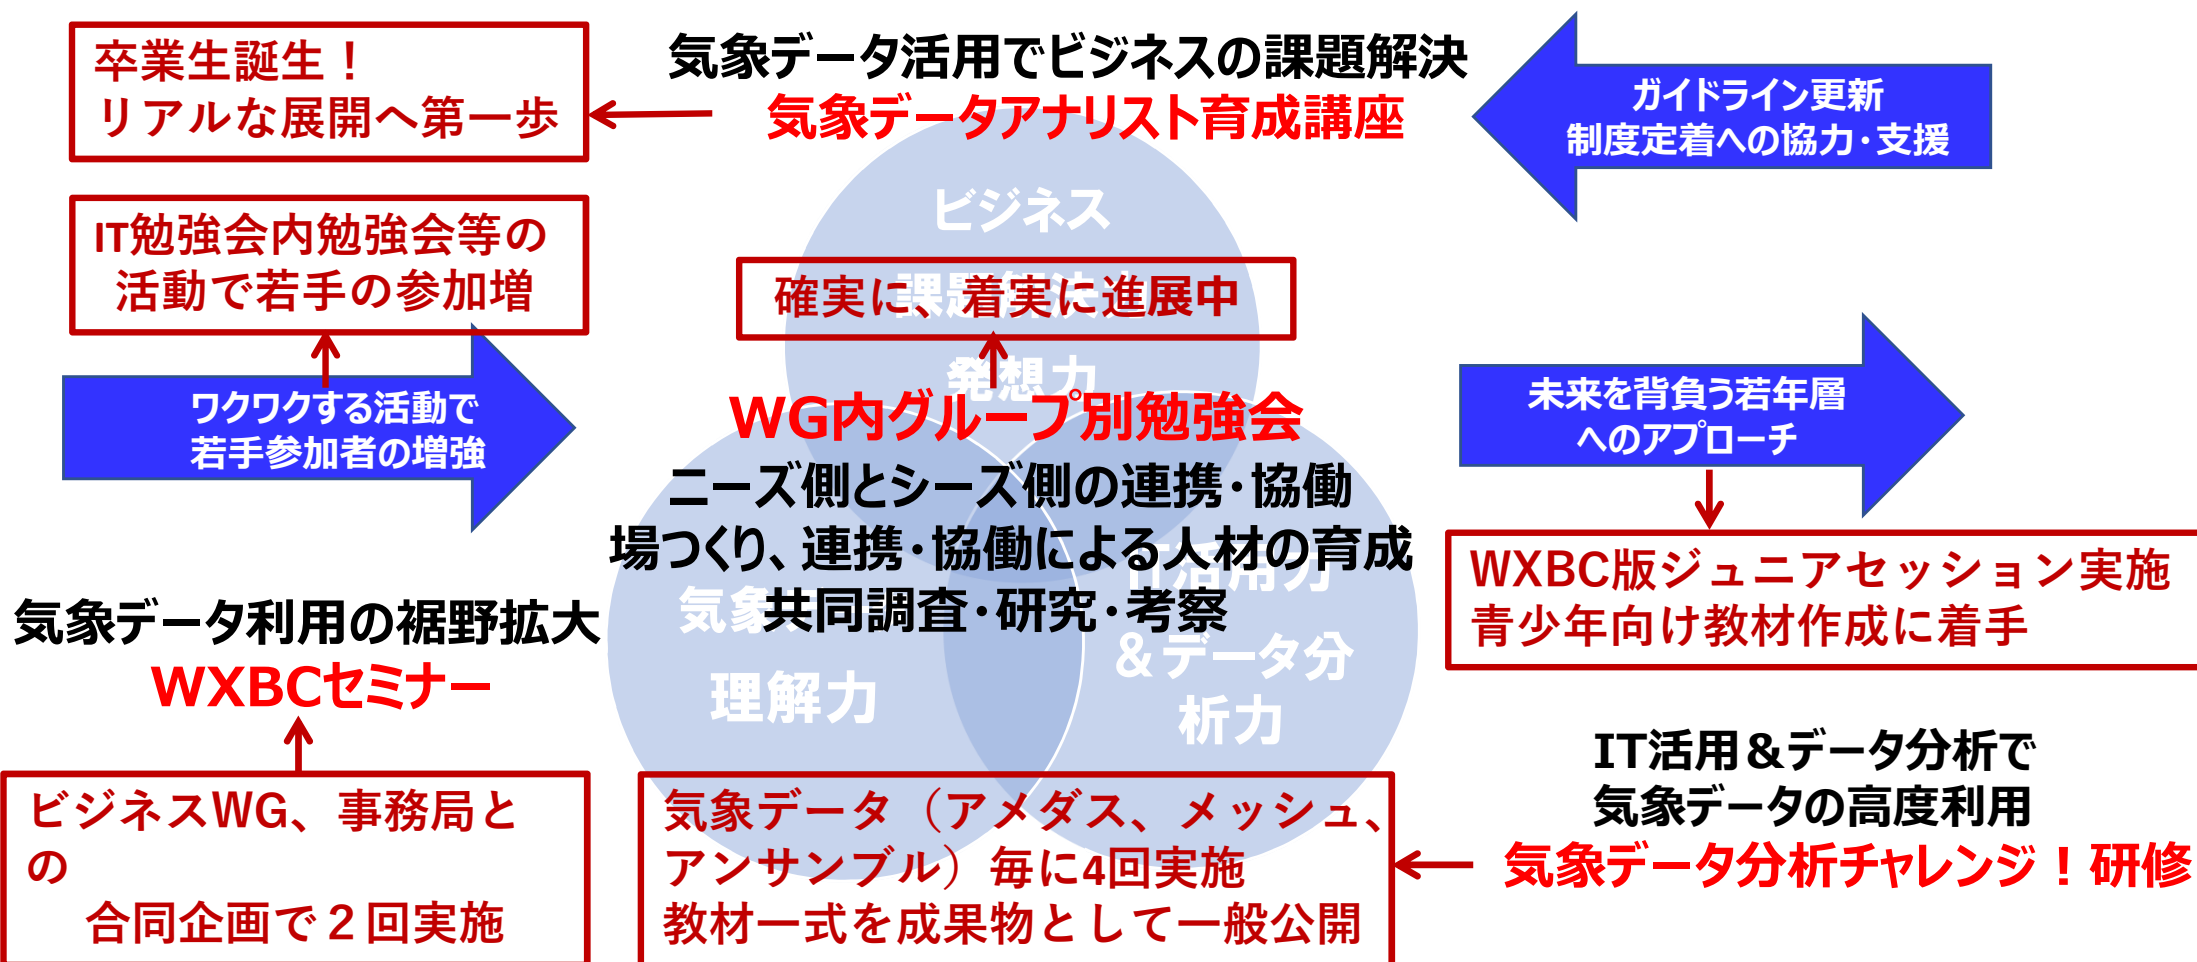 卒業生誕生！
リアルな展開へ第一歩
気象データ活用でビジネスの課題解決
気象データアナリスト育成講座
ガイドライン更新
制度定着への協力・支援
IT勉強会内勉強会等の
活動で若手の参加増
ビジネス
課題解決
発想力
確実に、着実に進展中
ワクワクする活動で
若手参加者の増強
WG内グループ別勉強会
ニーズ側とシーズ側の連携・協働
場つくり、連携・協働による人材の育成
共同調査・研究・考察
未来を背負う若年層
へのアプローチ
WXBC版ジュニアセッション実施
青少年向け教材作成に着手
気象データ利用の裾野拡大
WXBCセミナー
気象
理解力
IT活用力
＆データ分
析力
ビジネスWG、事務局と
の
合同企画で２回実施
気象データ（アメダス、メッシュ、
アンサンブル）毎に4回実施
教材一式を成果物として一般公開
IT活用＆データ分析で
気象データの高度利用
気象データ分析チャレンジ！研修